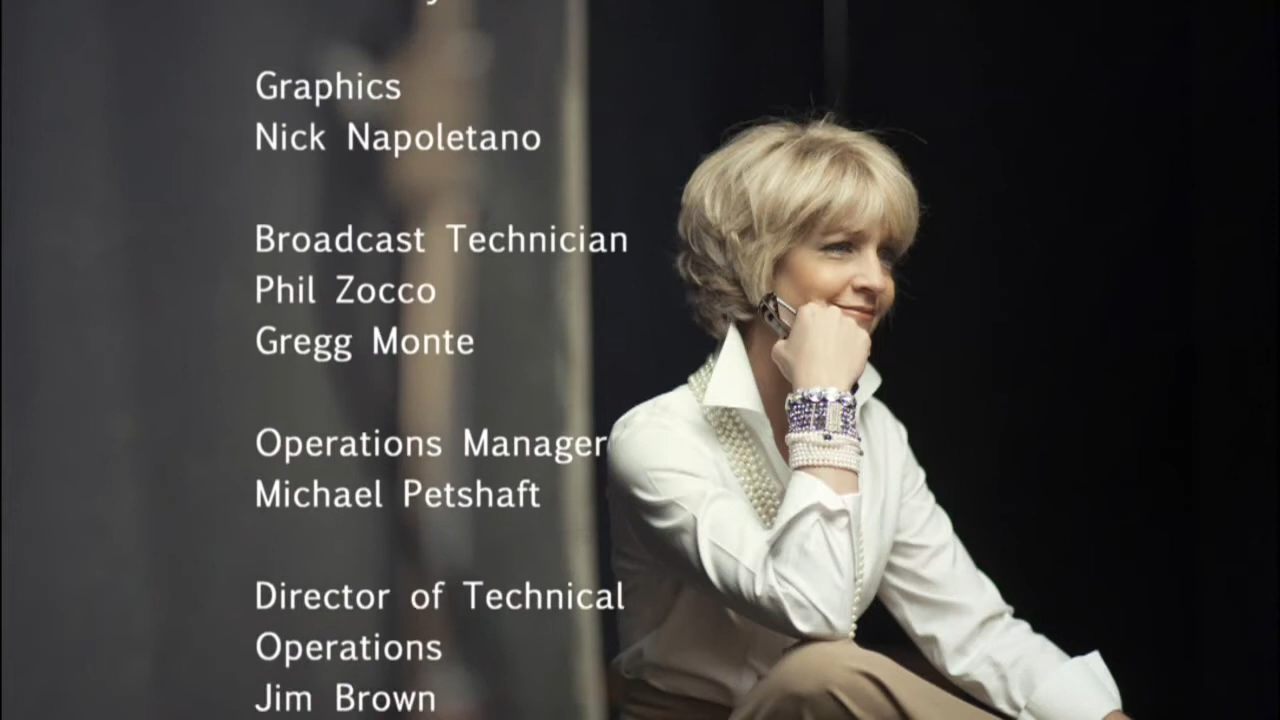 Graphics
Nick Napoletano
Broadcast Technician
Phil Zocco
Gregg Monte
Operations Manager
Michael Petshaft
Director of Technical
Operations
Jim Brown